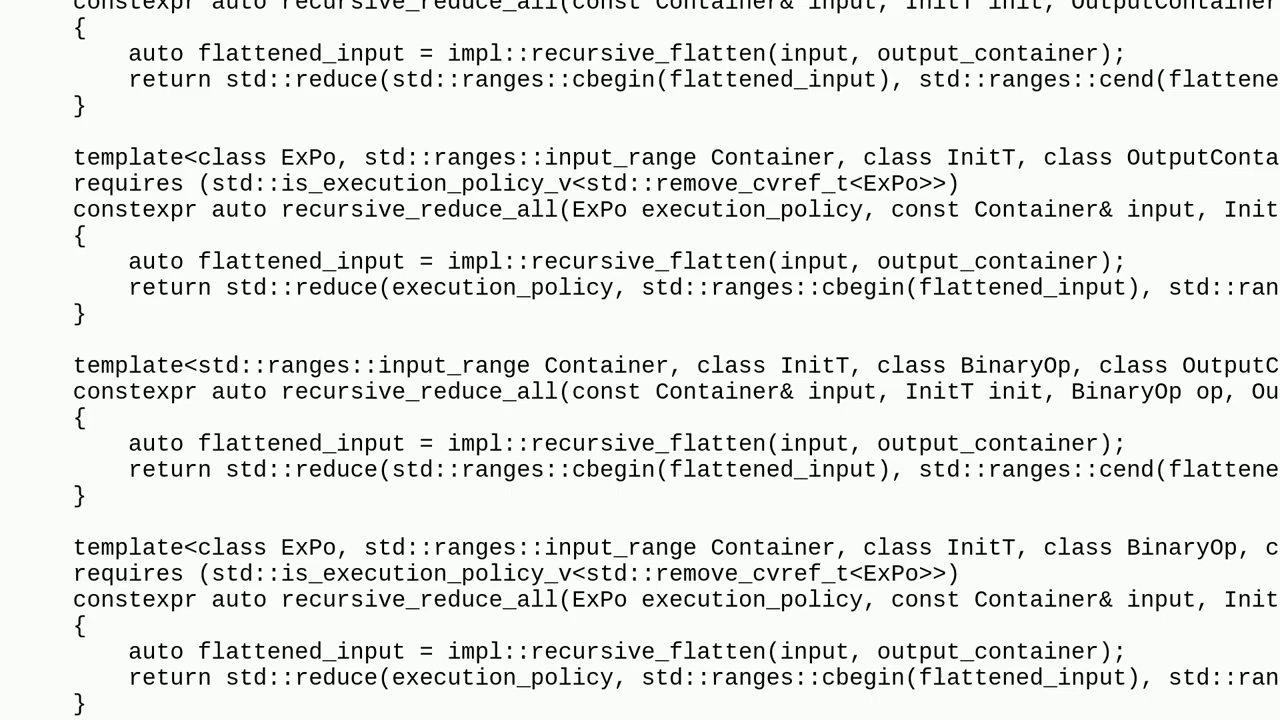 constexpr auto recursive_reduce_all(const Container& input, InitT init, OutputContainer
{
    auto flattened_input = impl::recursive_flatten(input, output_container);
    return std::reduce(std::ranges::cbegin(flattened_input), std::ranges::cend(flattene
}

template<class ExPo, std::ranges::input_range Container, class InitT, class OutputConta
requires (std::is_execution_policy_v<std::remove_cvref_t<ExPo>>)
constexpr auto recursive_reduce_all(ExPo execution_policy, const Container& input, Init
{
    auto flattened_input = impl::recursive_flatten(input, output_container);
    return std::reduce(execution_policy, std::ranges::cbegin(flattened_input), std::ran
}

template<std::ranges::input_range Container, class InitT, class BinaryOp, class OutputC
constexpr auto recursive_reduce_all(const Container& input, InitT init, BinaryOp op, Ou
{
    auto flattened_input = impl::recursive_flatten(input, output_container);
    return std::reduce(std::ranges::cbegin(flattened_input), std::ranges::cend(flattene
}

template<class ExPo, std::ranges::input_range Container, class InitT, class BinaryOp, c
requires (std::is_execution_policy_v<std::remove_cvref_t<ExPo>>)
constexpr auto recursive_reduce_all(ExPo execution_policy, const Container& input, Init
{
    auto flattened_input = impl::recursive_flatten(input, output_container);
    return std::reduce(execution_policy, std::ranges::cbegin(flattened_input), std::ran
}